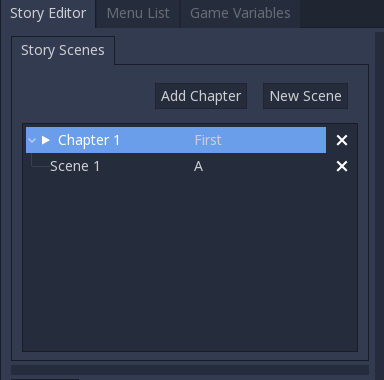 Story Editor Menu List Game Variables
Story Scenes
Add Chapter New Scene
Chapter 1 First
Scene 1 A